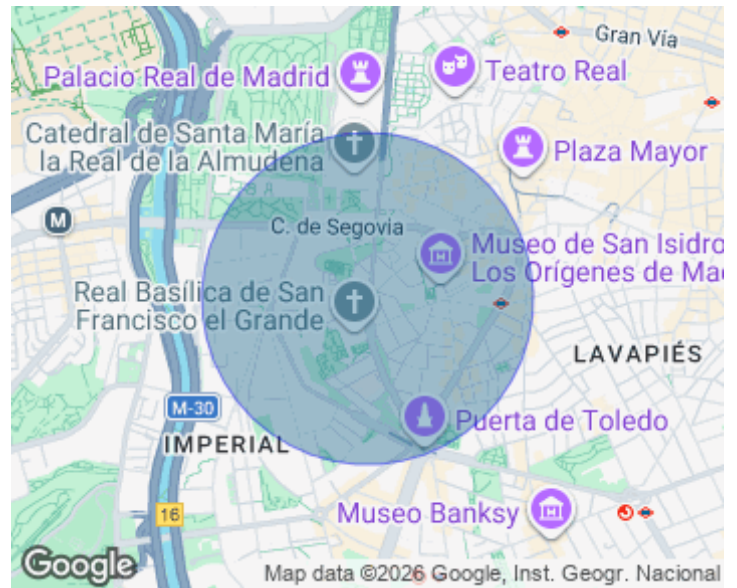 Gran Vía
Palacio Real de Madrid
Teatro Real
Catedral de Santa María
la Real de la Almudena
Plaza Mayor
M
C. de Segovia
Museo de San Isidro
Los Orígenes de Ma
Real Basílica de San
Francisco el Grande
LAVAPIÉS
M-30
Puerta de Toledo
IMPERIAL
16
Museo Banksy
Google
Map data ©2026 Google, Inst. Geogr. Nacional